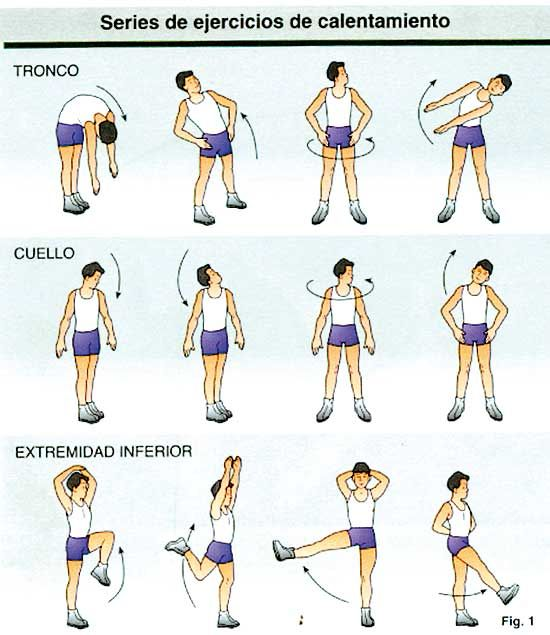 Series de ejercicios de calentamiento
TRONCO
CUELLO
EXTREMIDAD INFERIOR
Fig. 1